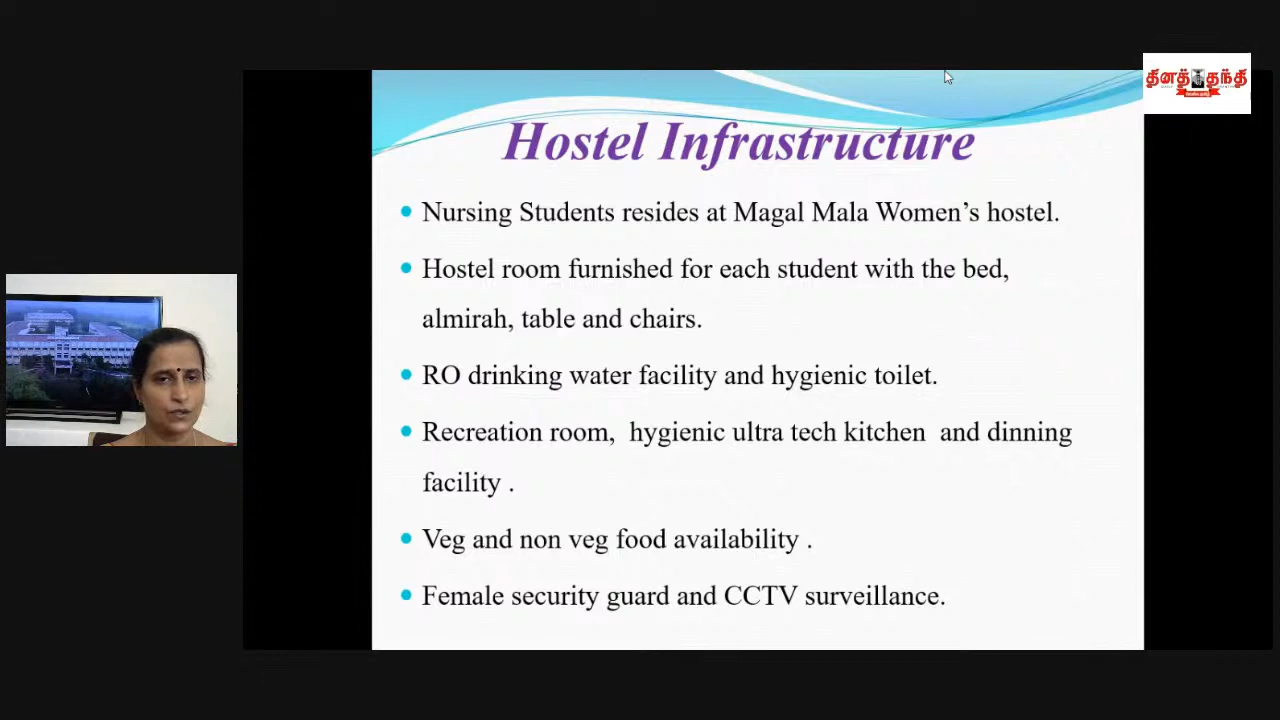 தினத்தந்தி
Hostel Infrastructure
Nursing Students resides at Magal Mala Women’s hostel.
Hostel room furnished for each student with the bed,
almirah, table and chairs.
RO drinking water facility and hygienic toilet.
Recreation room, hygienic ultra tech kitchen and dinning
facility .
Veg and non veg food availability .
Female security guard and CCTV surveillance.